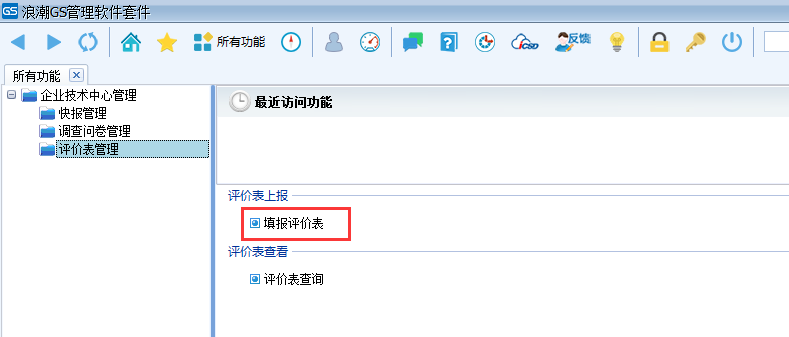 GS 浪潮GS管理软件套件
所有功能 iCSD 反馈
所有功能
企业技术中心管理
快报管理
调查问卷管理
评价表管理
最近访问功能
评价表上报
填报评价表
评价表查看
评价表查询